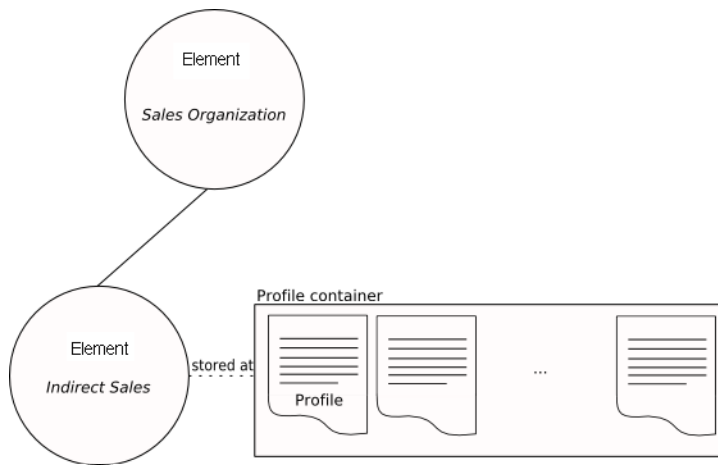 Element
Sales Organization
Profile container
Element
Indirect Sales
stored at
Profile
...